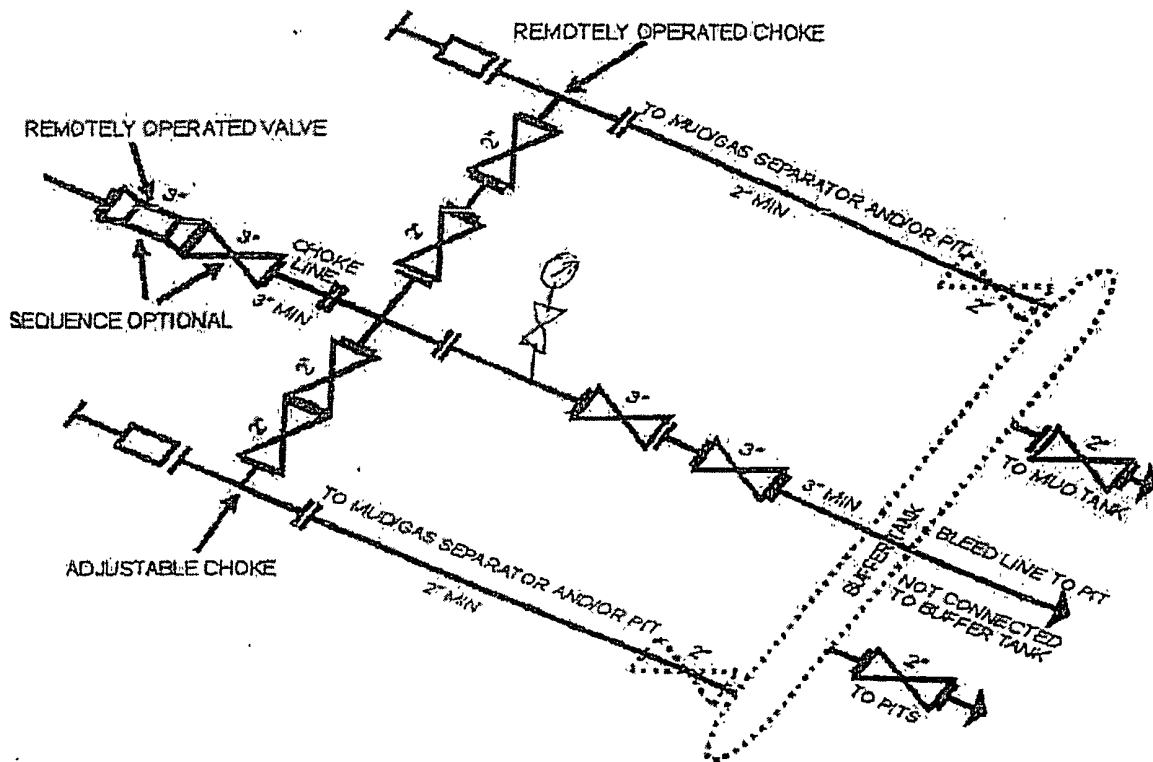 REMOTELY OPERATED CHOKE
REMOTELY OPERATED VALVE
3"
2"
TO MUD/GAS SEPARATOR AND/OR PIT
2" MIN
2"
2"
3"
CHOKE
LINE
3" MIN
SEQUENCE OPTIONAL
2"
2"
3"
3"
3" MIN
2"
TO MUD TANK
BUFFER TANK
BLEED LINE TO PIT
NOT CONNECTED
TO BUFFER TANK
TO MUD/GAS SEPARATOR AND/OR PIT
2" MIN
ADJUSTABLE CHOKE
2"
2"
TO PITS